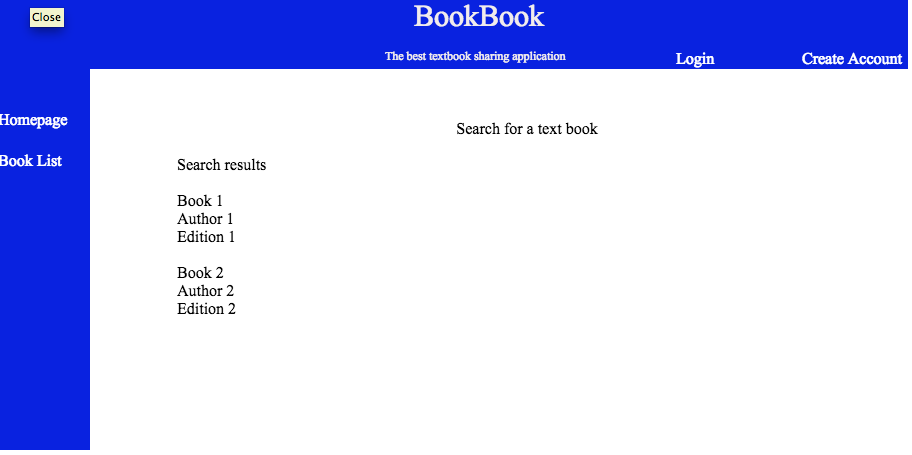 Close
BookBook
The best textbook sharing application
Login
Create Account
Homepage
Book List
Search for a text book
Search results
Book 1
Author 1
Edition 1
Book 2
Author 2
Edition 2